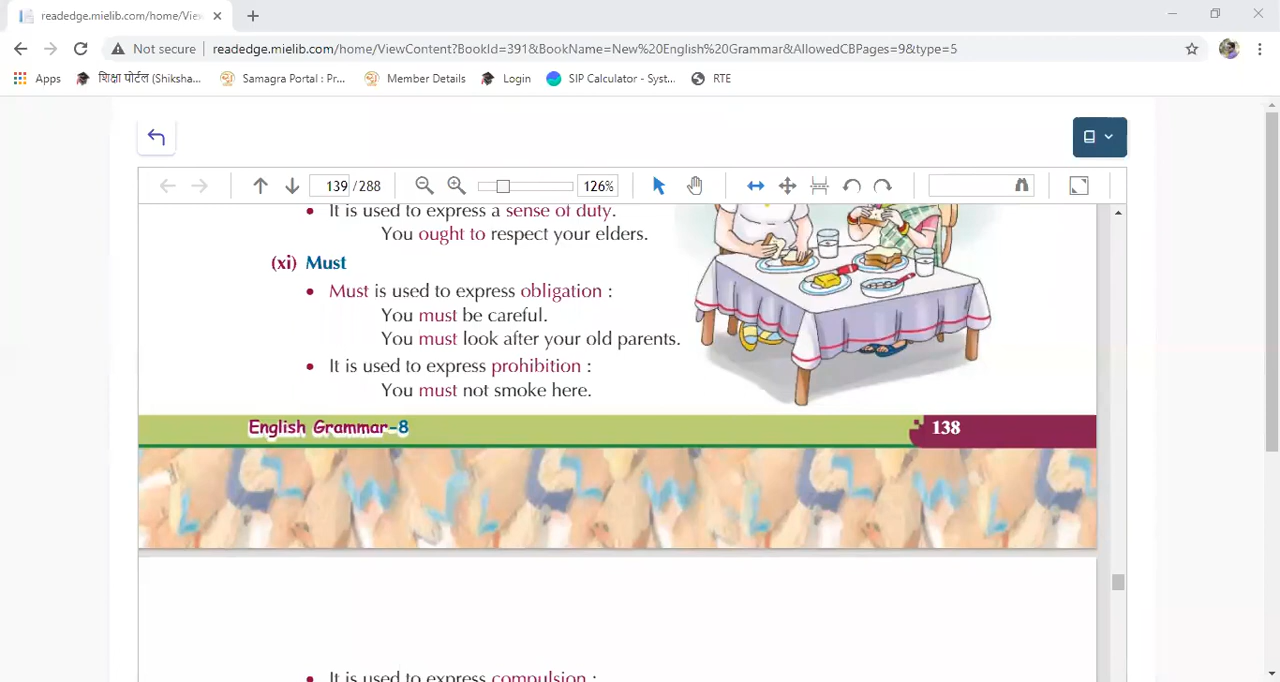 readedge.mielib.com/home/Vie
Not secure
readedge.mielib.com/home/ViewContent?BookId=391&BookName=New%20English%20Grammar&AllowedCBPages=9&type=5
Apps
शिक्षा पोर्टल (Shiksha...
Samagra Portal : Pr...
Member Details
Login
SIP Calculator - Syst...
RTE
139 /288
126%
• It is used to express a sense of duty.
You ought to respect your elders.
(xi) Must
• Must is used to express obligation :
You must be careful.
You must look after your old parents.
• It is used to express prohibition :
You must not smoke here.
English Grammar-8
138
• It is used to express compulsion :